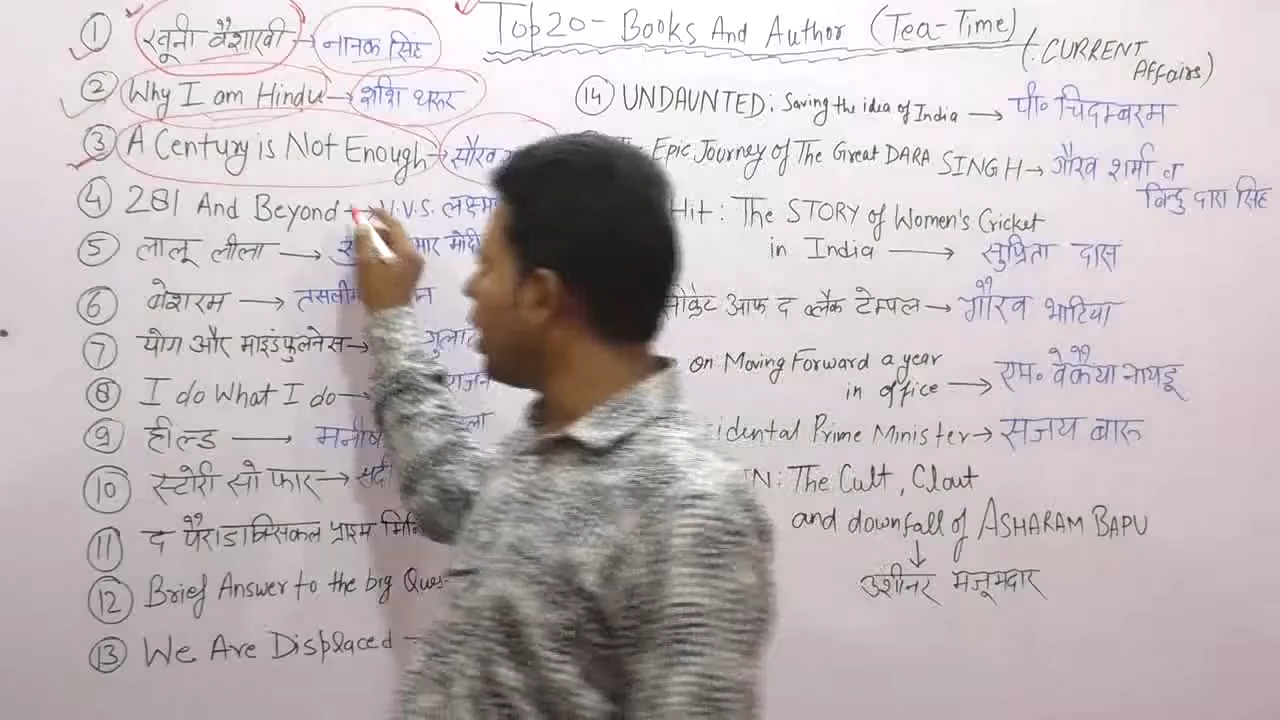 Top 20 - Books And Author (Tea-Time)
(CURRENT Affairs)
① खूनी वैशाखी → नानक सिंह
② Why I am Hindu → शशि थरूर
③ A Century is Not Enough → सौरव
④ 281 And Beyond → V.V.S. लक्ष्म
⑤ लालू लीला → मार मोदी
⑥ बेशरम → तसलीम न
⑦ योग और माइंडफुलनेस → गुला
⑧ I do What I do → राजन
⑨ हील्ड → मनीष ला
⑩ स्टोरी सो फार →
⑪ द पैराडाक्सिकल प्राइम मिनि
⑫ Brief Answer to the big Ques
⑬ We Are Displaced -
⑭ UNDAUNTED: Saving the idea of India → पी० चिदम्बरम
Epic Journey of The Great DARA SINGH → गौरव शर्मा व
बिन्दु दारा सिंह
Hit: The STORY of Women's Cricket
in India → सुप्रिता दास
सीक्रेट आफ द ब्लैक टेम्पल → गौरव भाटिया
on Moving Forward a year
in office → एम० वेंकैया नायडू
idental Prime Minister → संजय बारू
N: The Cult, Clout
and downfall of ASHARAM BAPU
↓
उशीनर मजूमदार